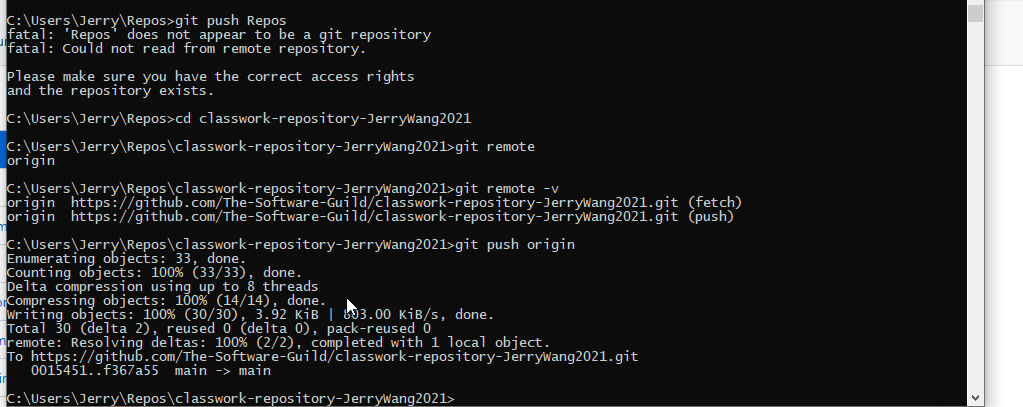 C:\Users\Jerry\Repos>git push Repos
fatal: 'Repos' does not appear to be a git repository
fatal: Could not read from remote repository.
Please make sure you have the correct access rights
and the repository exists.
C:\Users\Jerry\Repos>cd classwork-repository-JerryWang2021
C:\Users\Jerry\Repos\classwork-repository-JerryWang2021>git remote
origin
C:\Users\Jerry\Repos\classwork-repository-JerryWang2021>git remote -v
origin  https://github.com/The-Software-Guild/classwork-repository-JerryWang2021.git (fetch)
origin  https://github.com/The-Software-Guild/classwork-repository-JerryWang2021.git (push)
C:\Users\Jerry\Repos\classwork-repository-JerryWang2021>git push origin
Enumerating objects: 33, done.
Counting objects: 100% (33/33), done.
Delta compression using up to 8 threads
Compressing objects: 100% (14/14), done.
Writing objects: 100% (30/30), 3.92 KiB | KiB/s, done.
Total 30 (delta 2), reused 0 (delta 0), pack-reused 0
remote: Resolving deltas: 100% (2/2), completed with 1 local object.
To https://github.com/The-Software-Guild/classwork-repository-JerryWang2021.git
   0015451..f367a55  main -> main
C:\Users\Jerry\Repos\classwork-repository-JerryWang2021>